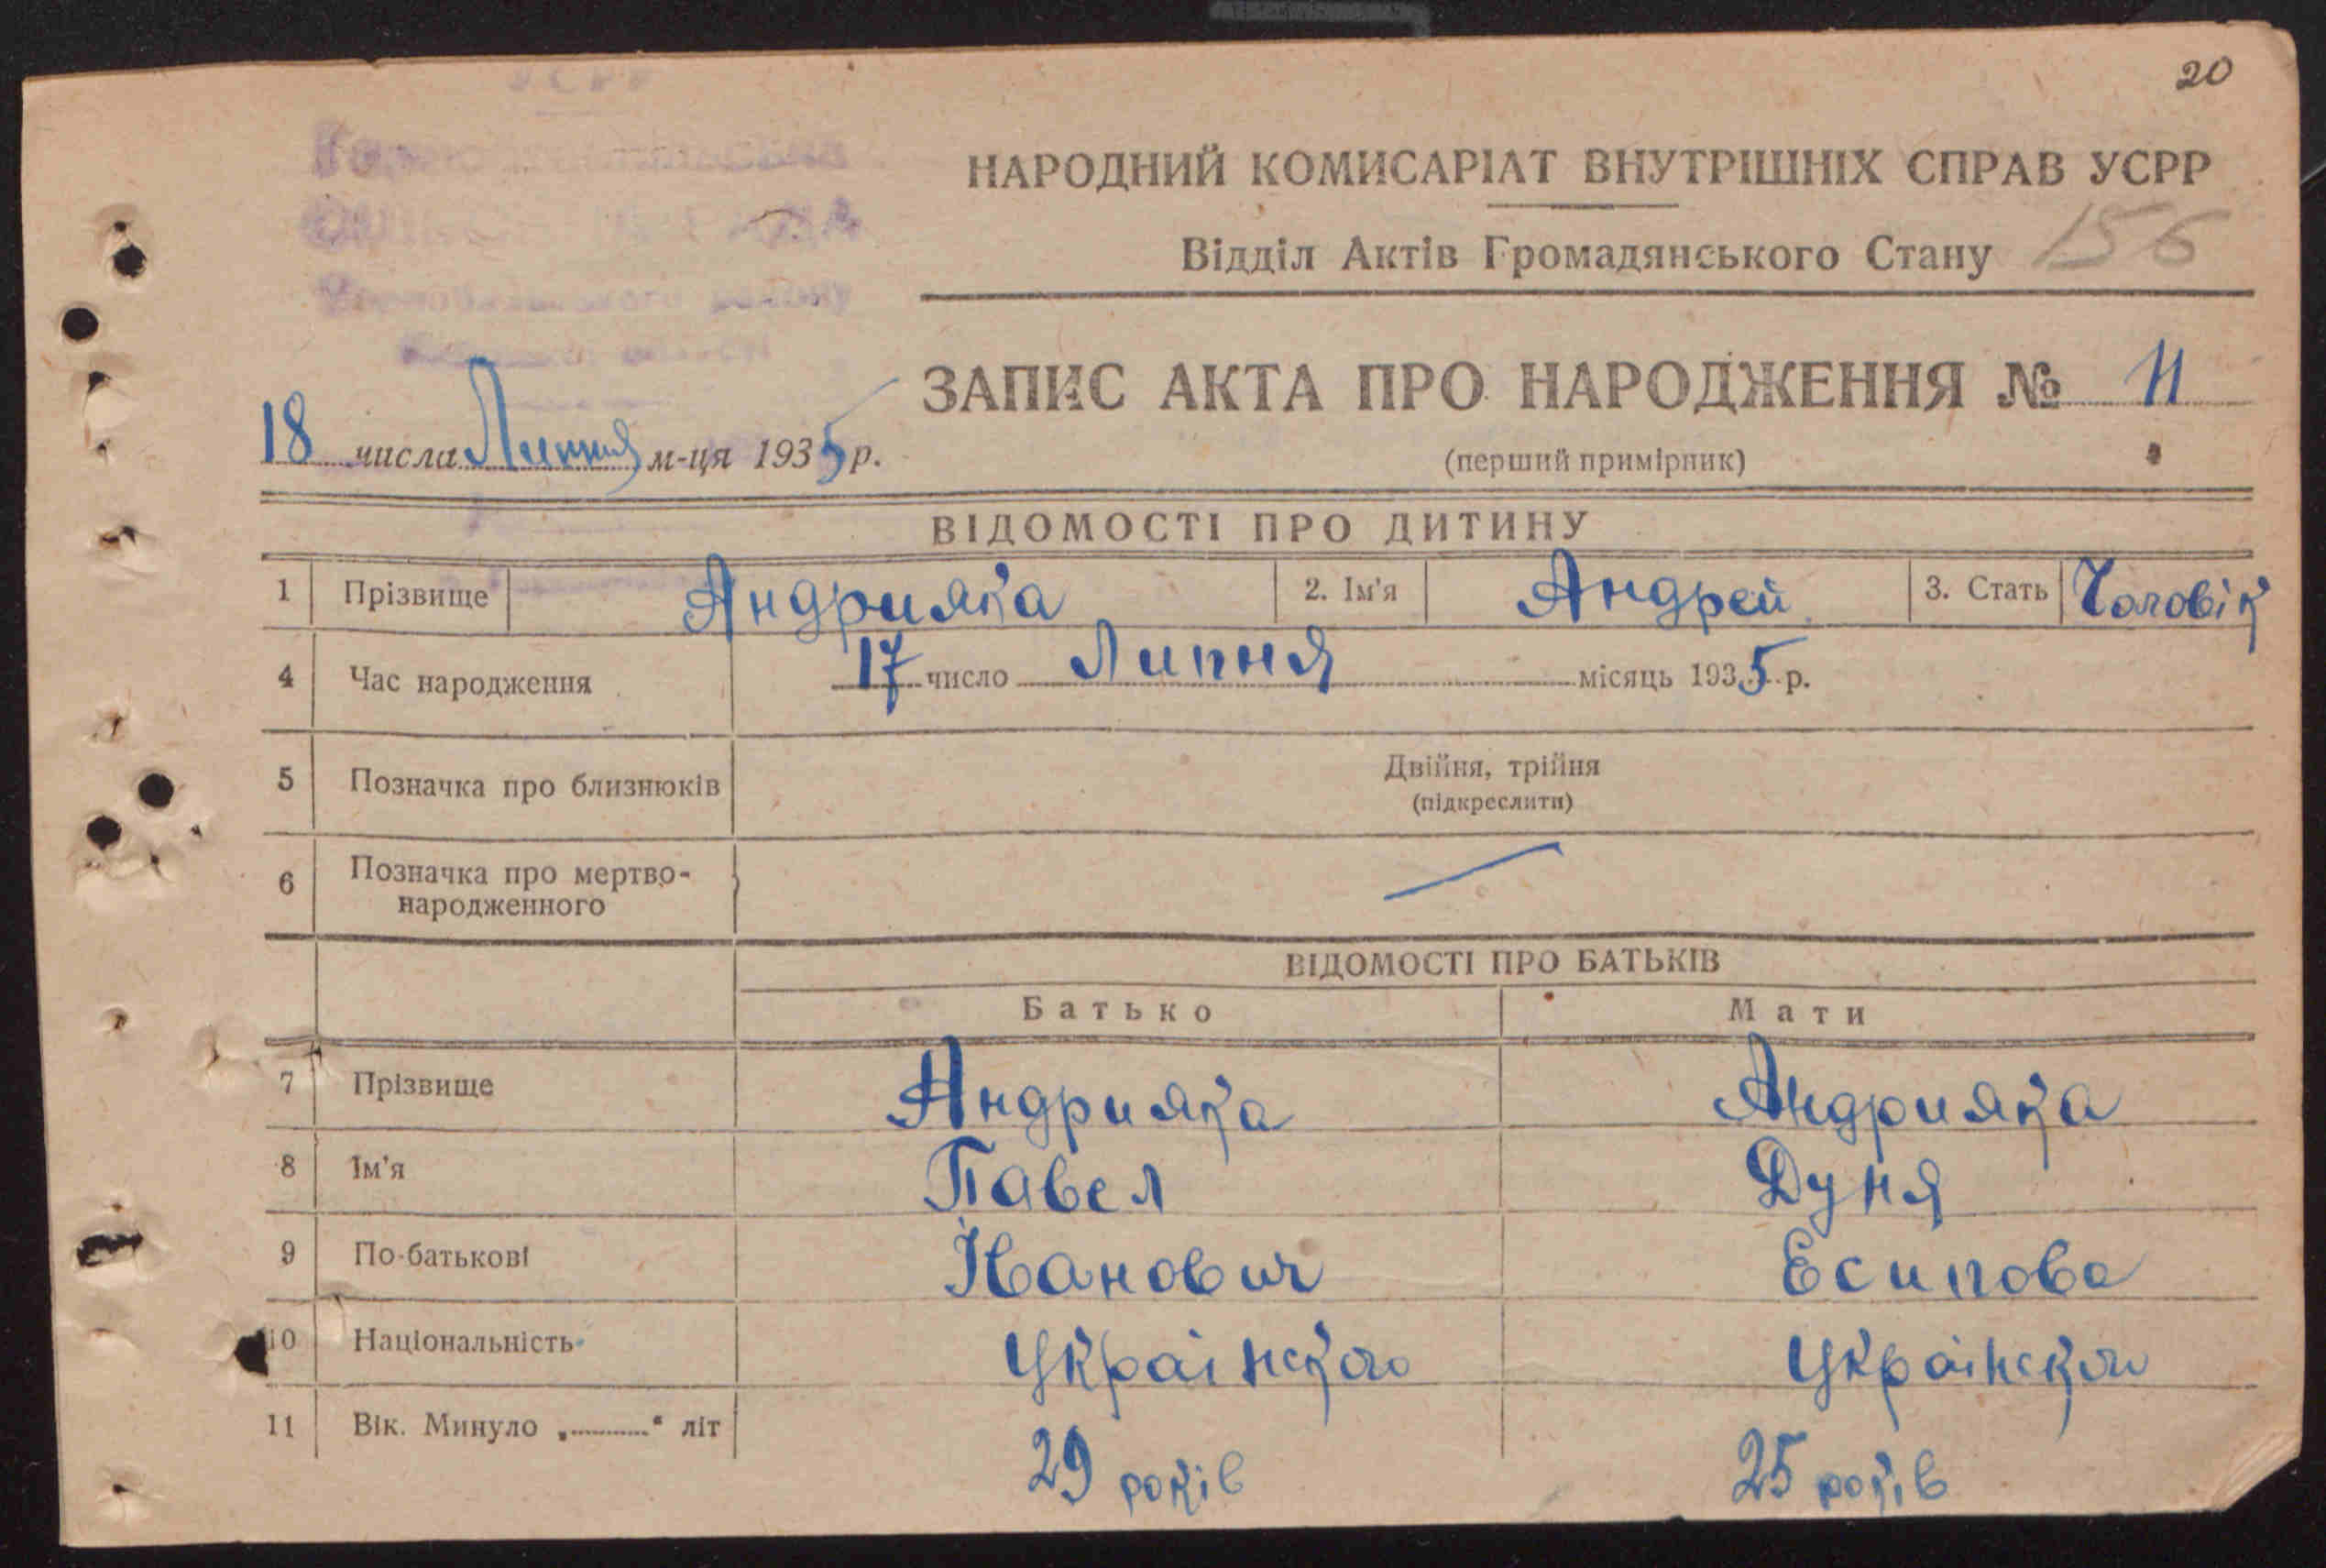 20
УСРР
НАРОДНИЙ КОМИСАРІАТ ВНУТРІШНІХ СПРАВ УСРР
Відділ Актів Громадянського Стану 156
району
ЗАПИС АКТА ПРО НАРОДЖЕННЯ № 11
18 числа Липня м-ця 1935 р.
(перший примірник)
ВІДОМОСТІ ПРО ДИТИНУ
1 Прізвище Андрияка 2. Ім'я Андрей 3. Стать Чоловік
4 Час народження 17 число Липня місяць 1935 р.
5 Позначка про близнюків Двійня, трійня
(підкреслити)
6 Позначка про мертво-
народженного
ВІДОМОСТІ ПРО БАТЬКІВ
Батько Мати
7 Прізвище Андрияка Андрияка
8 Ім'я Павел Дуня
9 По-батькові Іванович Есипова
10 Національність Украінской Украінской
11 Вік. Минуло „..........“ літ 29 років 25 років